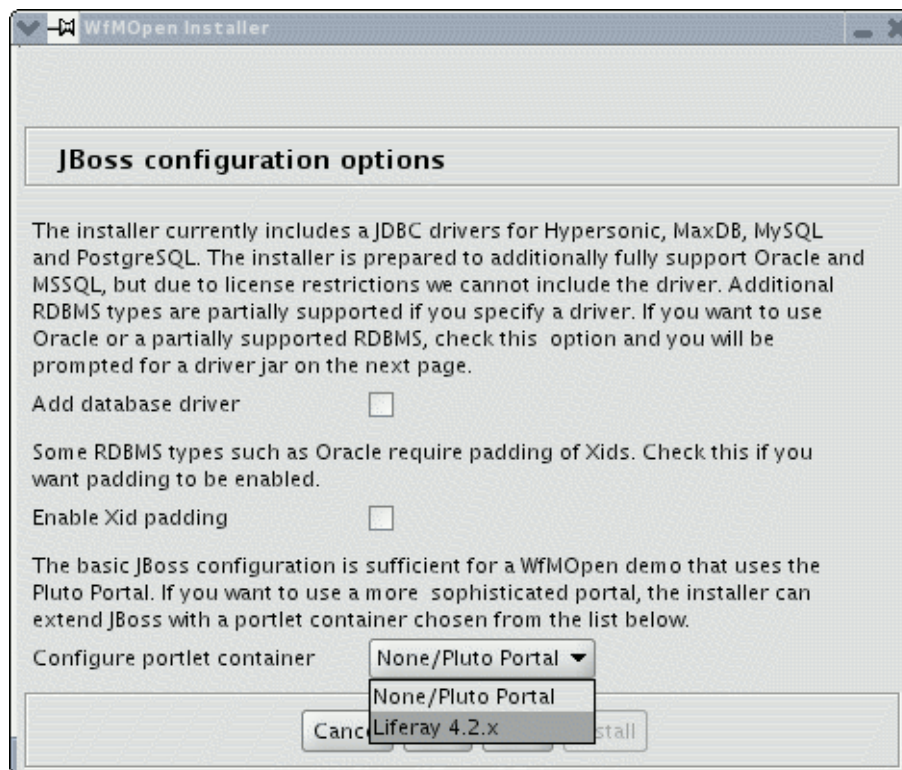 WfMOpen Installer
JBoss configuration options
The installer currently includes a JDBC drivers for Hypersonic, MaxDB, MySQL
and PostgreSQL. The installer is prepared to additionally fully support Oracle and
MSSQL, but due to license restrictions we cannot include the driver. Additional
RDBMS types are partially supported if you specify a driver. If you want to use
Oracle or a partially supported RDBMS, check this option and you will be
prompted for a driver jar on the next page.
Add database driver
Some RDBMS types such as Oracle require padding of Xids. Check this if you
want padding to be enabled.
Enable Xid padding
The basic JBoss configuration is sufficient for a WfMOpen demo that uses the
Pluto Portal. If you want to use a more sophisticated portal, the installer can
extend JBoss with a portlet container chosen from the list below.
Configure portlet container None/Pluto Portal
None/Pluto Portal
Liferay 4.2.x